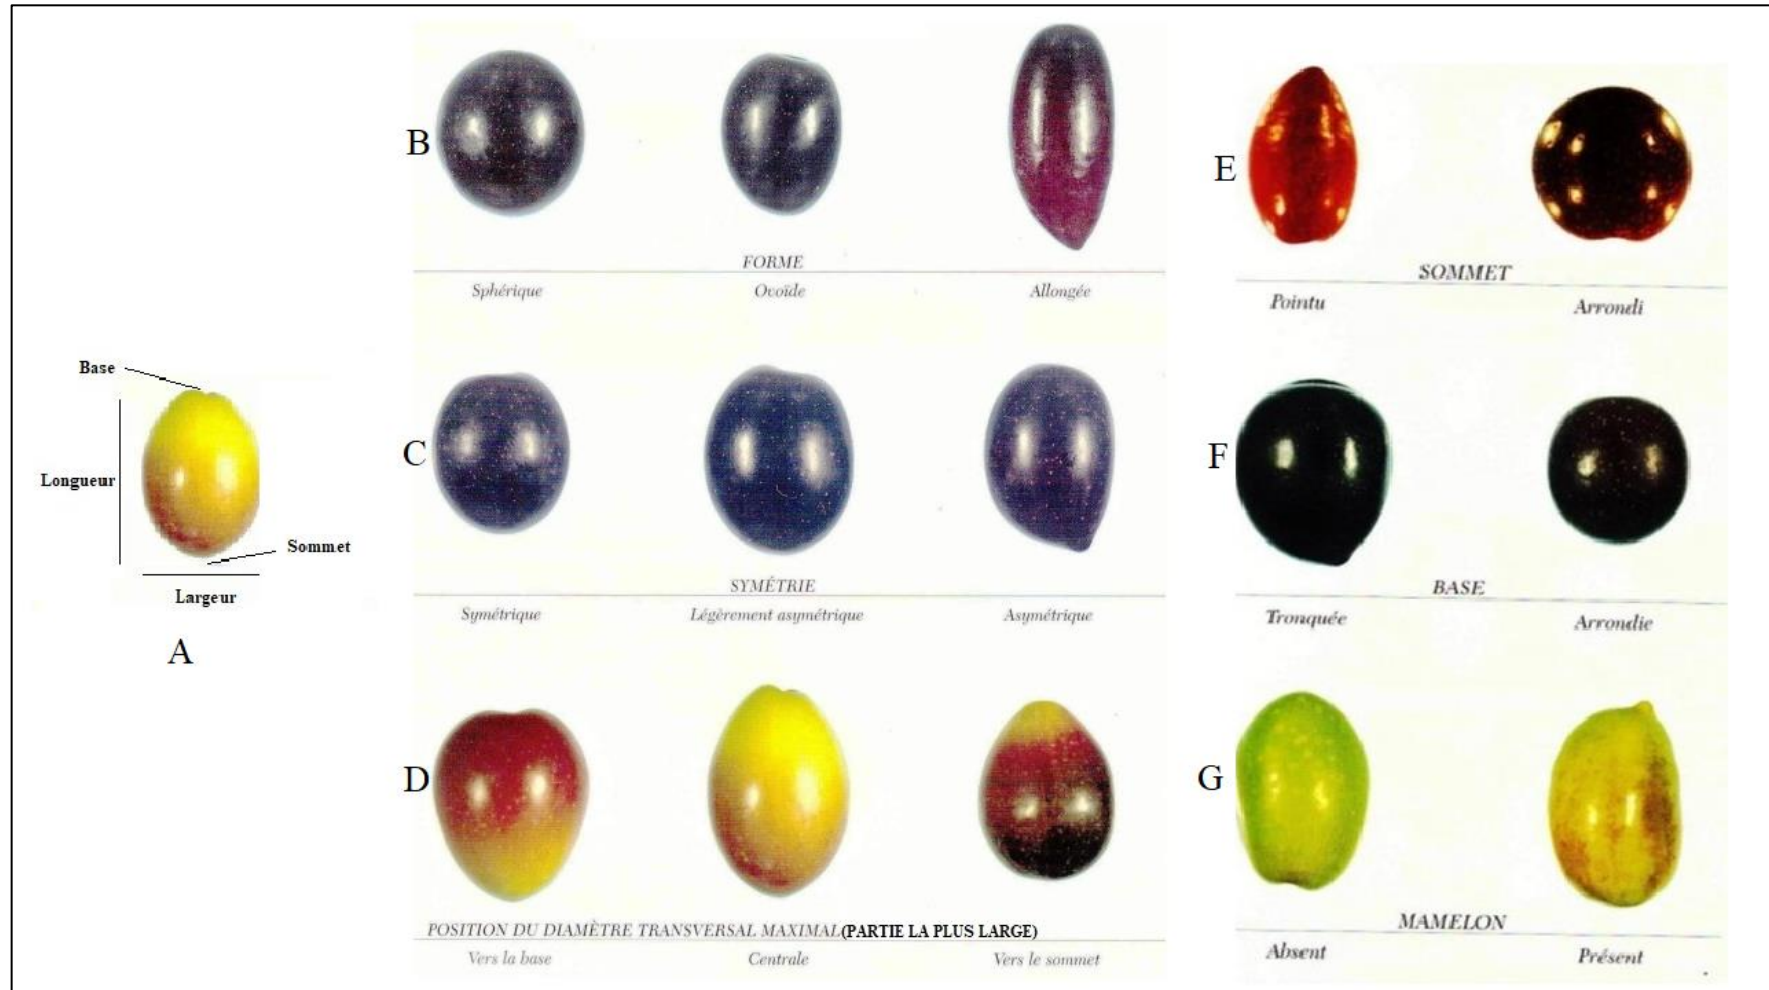 Base
Longueur
Sommet
Largeur
A
B
FORME
Sphérique Ovoïde Allongée
C
SYMÉTRIE
Symétrique Légèrement asymétrique Asymétrique
D
POSITION DU DIAMÈTRE TRANSVERSAL MAXIMAL(PARTIE LA PLUS LARGE)
Vers la base Centrale Vers le sommet
E
SOMMET
Pointu Arrondi
F
BASE
Tronquée Arrondie
G
MAMELON
Absent Présent